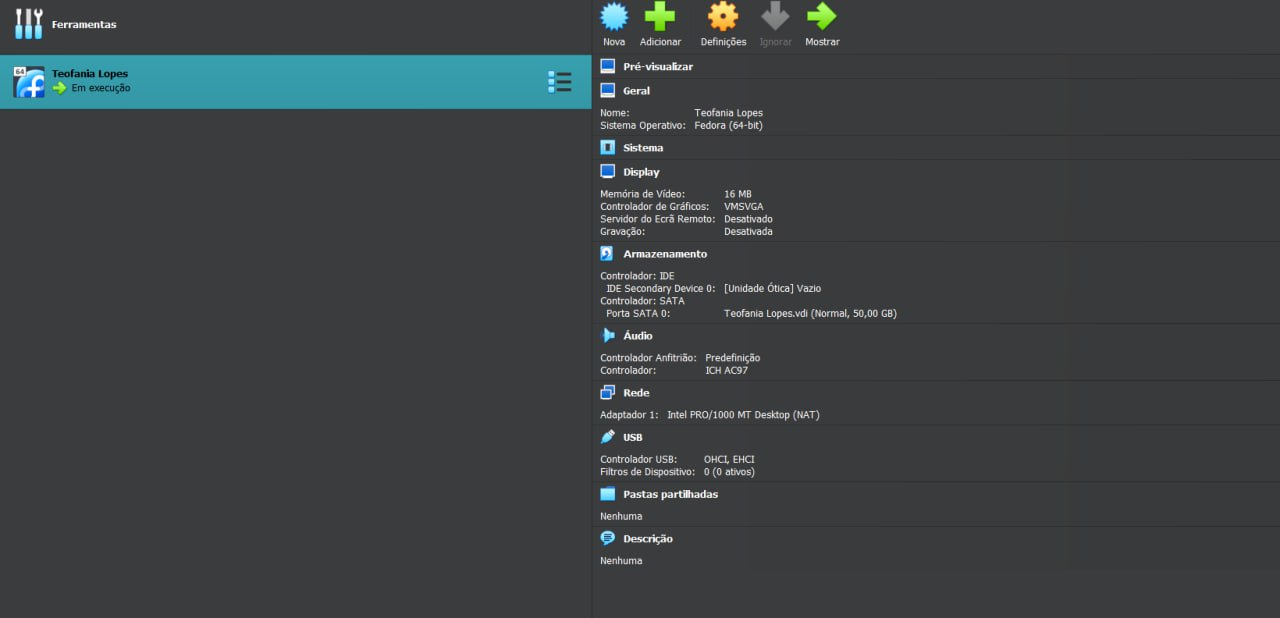 Ferramentas
64
Teofania Lopes
Em execução
Nova Adicionar Definições Ignorar Mostrar
Pré-visualizar
Geral
Nome: Teofania Lopes
Sistema Operativo: Fedora (64-bit)
Sistema
Display
Memória de Vídeo: 16 MB
Controlador de Gráficos: VMSVGA
Servidor do Ecrã Remoto: Desativado
Gravação: Desativada
Armazenamento
Controlador: IDE
IDE Secondary Device 0: [Unidade Ótica] Vazio
Controlador: SATA
Porta SATA 0: Teofania Lopes.vdi (Normal, 50,00 GB)
Áudio
Controlador Anfitrião: Predefinição
Controlador: ICH AC97
Rede
Adaptador 1: Intel PRO/1000 MT Desktop (NAT)
USB
Controlador USB: OHCI, EHCI
Filtros de Dispositivo: 0 (0 ativos)
Pastas partilhadas
Nenhuma
Descrição
Nenhuma